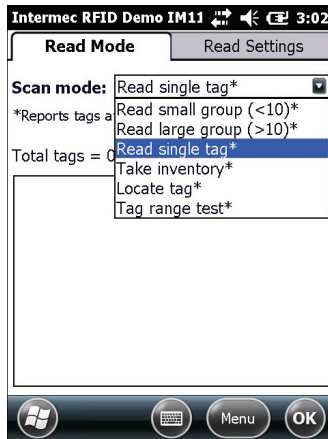 Intermec RFID Demo IM11 3:02
Read Mode Read Settings
Scan mode: Read single tag*
Read small group (<10)*
*Reports tags a
Read large group (>10)*
Read single tag*
Total tags = 0
Take inventory*
Locate tag*
Tag range test*
Menu OK